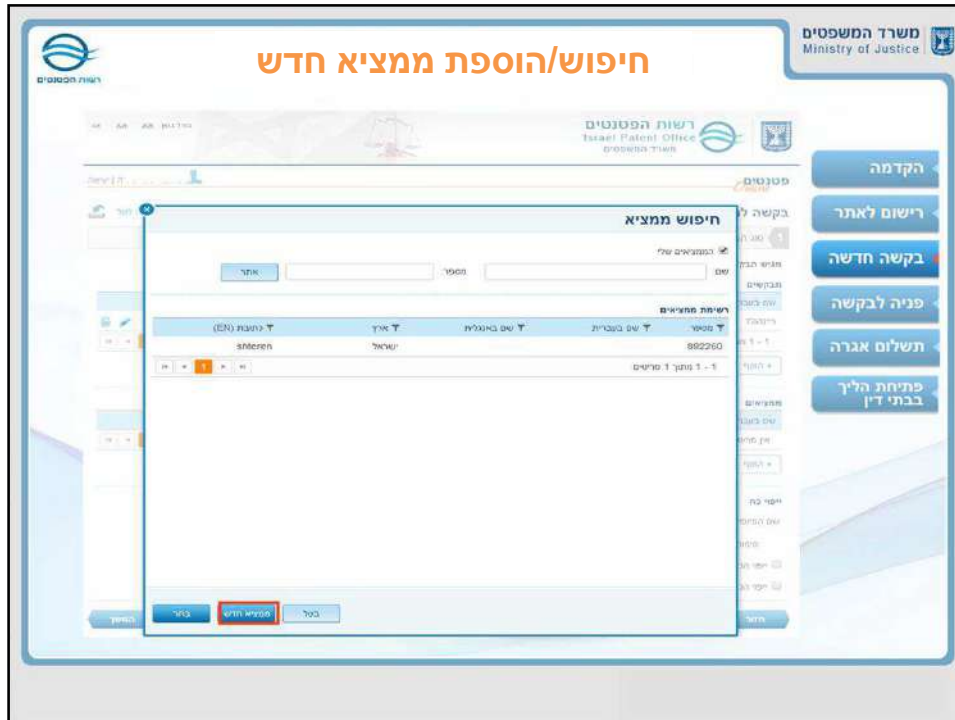 משרד המשפטים
Ministry of Justice
רשות הפטנטים
חיפוש/הוספת ממציא חדש
רשות הפטנטים
Israel Patent Office
משרד המשפטים
פטנטים
הקדמה
רישום לאתר
בקשה חדשה
פניה לבקשה
תשלום אגרה
פתיחת הליך
בבתי דין
חיפוש ממציא
הממציאים שלי
שם
מספר
אתר
רשימת ממציאים
מספר שם בעברית שם באנגלית ארץ כתובת (EN)
892260 ישראל shteren
1 - 1 מתוך 1 פריטים
1
בטל
ממציא חדש
בחר
חזור
המשך